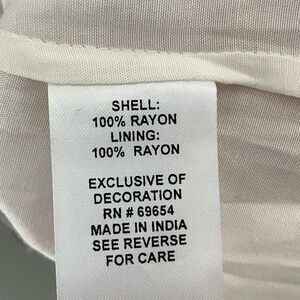 SHELL:
100% RAYON
LINING:
100% RAYON
EXCLUSIVE OF
DECORATION
RN # 69654
MADE IN INDIA
SEE REVERSE
FOR CARE